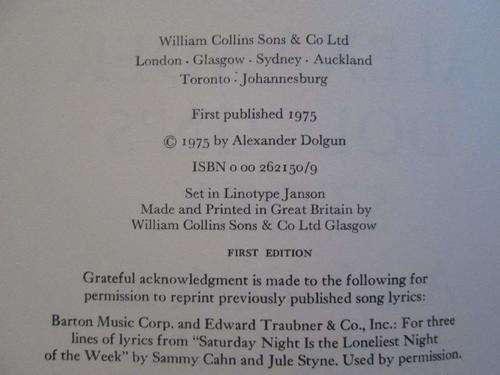 William Collins Sons & Co Ltd
London · Glasgow · Sydney · Auckland
Toronto · Johannesburg
First published 1975
© 1975 by Alexander Dolgun
ISBN 0 00 262150/9
Set in Linotype Janson
Made and Printed in Great Britain by
William Collins Sons & Co Ltd Glasgow
FIRST EDITION
Grateful acknowledgment is made to the following for
permission to reprint previously published song lyrics:
Barton Music Corp. and Edward Traubner & Co., Inc.: For three
lines of lyrics from "Saturday Night Is the Loneliest Night
of the Week" by Sammy Cahn and Jule Styne. Used by permission.